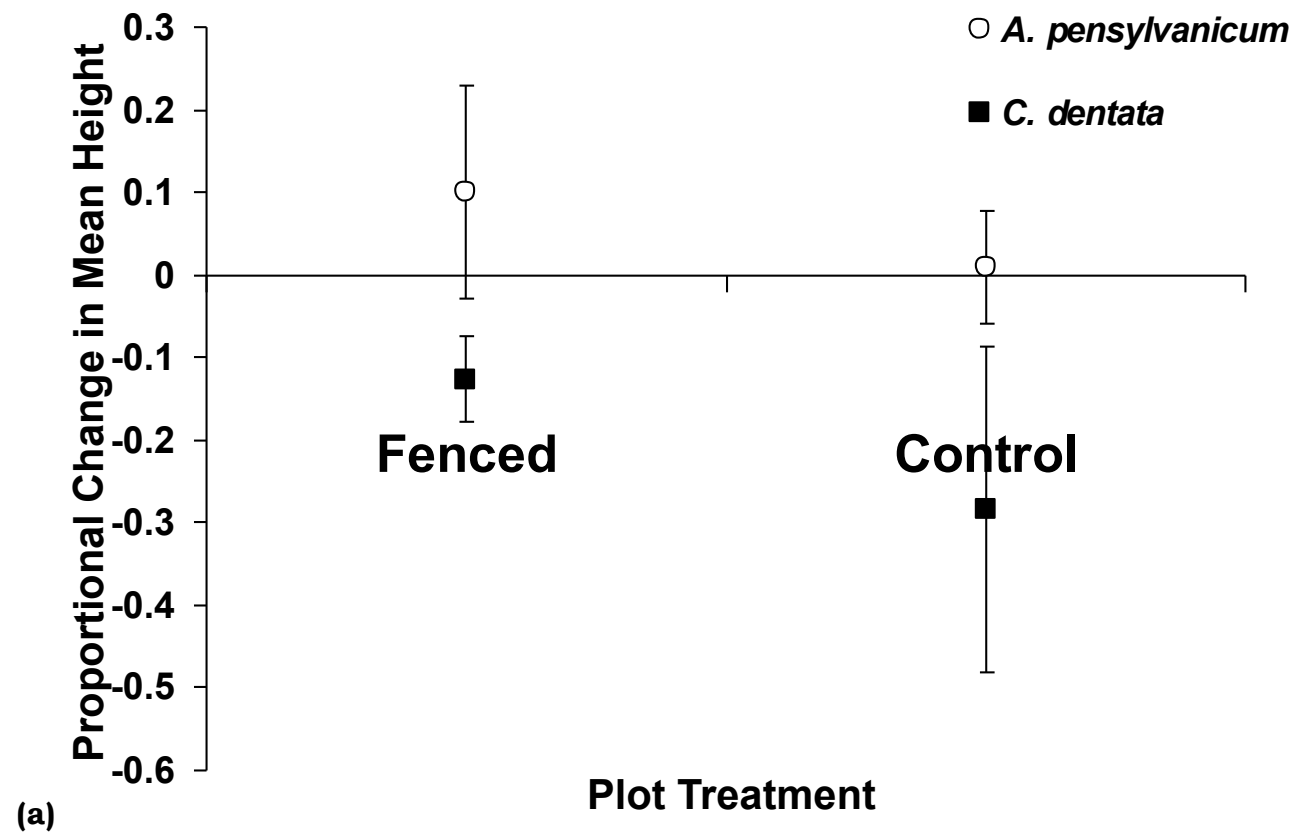 A. pensylvanicum
C. dentata
Proportional Change in Mean Height
0.3
0.2
0.1
0
-0.1
-0.2
-0.3
-0.4
-0.5
-0.6
Fenced
Control
Plot Treatment
(a)